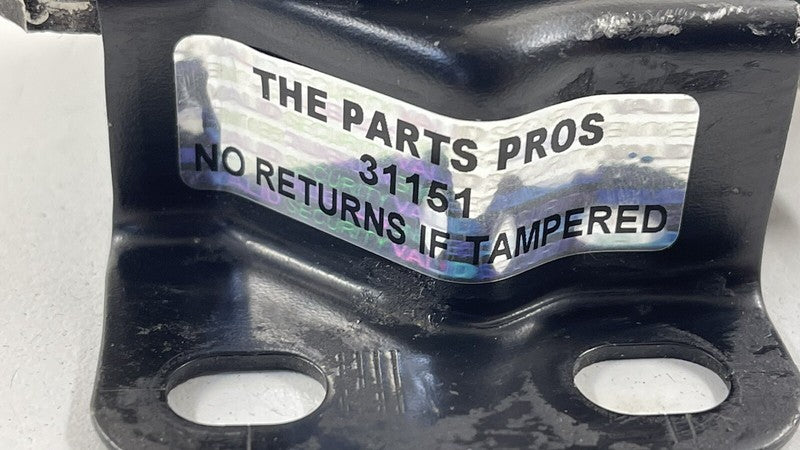 THE PARTS PROS
31151
NO RETURNS IF TAMPERED